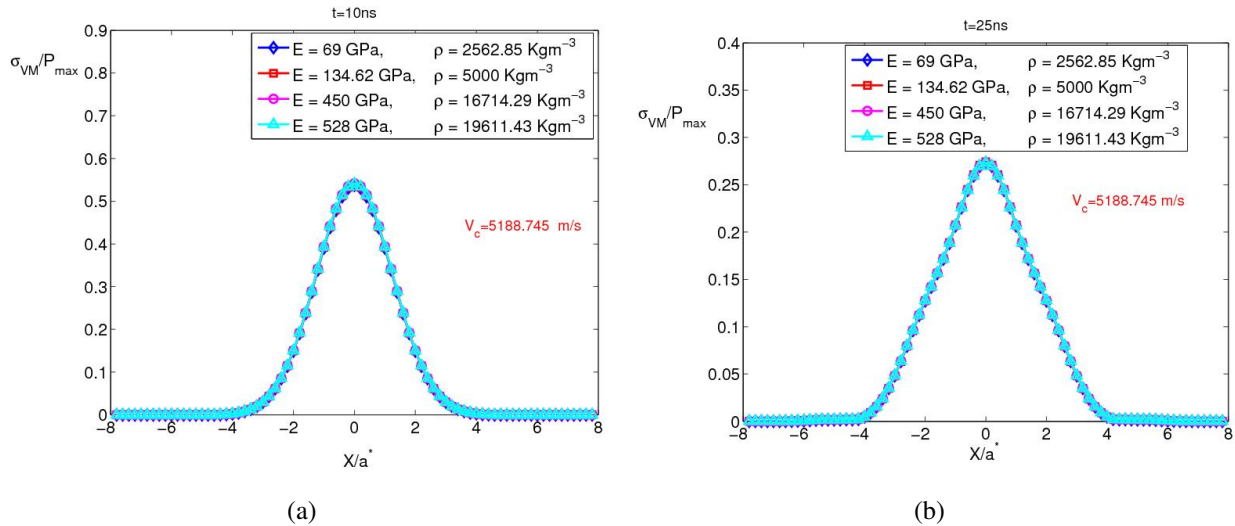 t=10ns
0.9
0.8
0.7
0.6
0.5
0.4
0.3
0.2
0.1
0
σVM/Pmax
E = 69 GPa, ρ = 2562.85 Kgm⁻³
E = 134.62 GPa, ρ = 5000 Kgm⁻³
E = 450 GPa, ρ = 16714.29 Kgm⁻³
E = 528 GPa, ρ = 19611.43 Kgm⁻³
Vc=5188.745 m/s
−8 −6 −4 −2 0 2 4 6 8
X/a*
(a)
t=25ns
0.4
0.35
0.3
0.25
0.2
0.15
0.1
0.05
0
σVM/Pmax
E = 69 GPa, ρ = 2562.85 Kgm⁻³
E = 134.62 GPa, ρ = 5000 Kgm⁻³
E = 450 GPa, ρ = 16714.29 Kgm⁻³
E = 528 GPa, ρ = 19611.43 Kgm⁻³
Vc=5188.745 m/s
−8 −6 −4 −2 0 2 4 6 8
X/a*
(b)